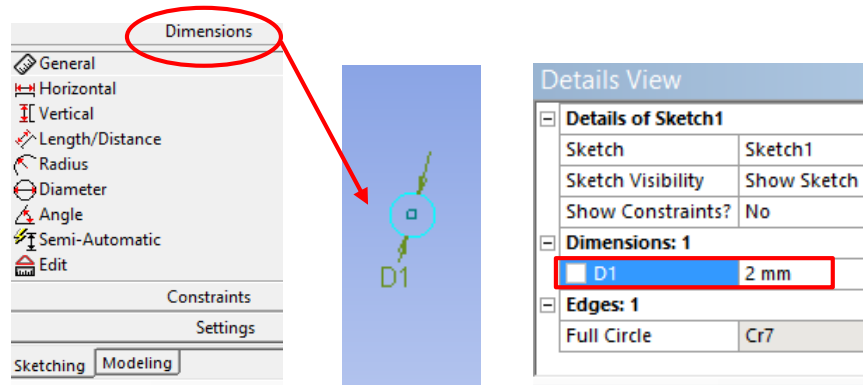 Dimensions
General
Horizontal
Vertical
Length/Distance
Radius
Diameter
Angle
Semi-Automatic
Edit
Constraints
Settings
Sketching Modeling
D1
Details View
Details of Sketch1
Sketch Sketch1
Sketch Visibility Show Sketch
Show Constraints? No
Dimensions: 1
D1 2 mm
Edges: 1
Full Circle Cr7